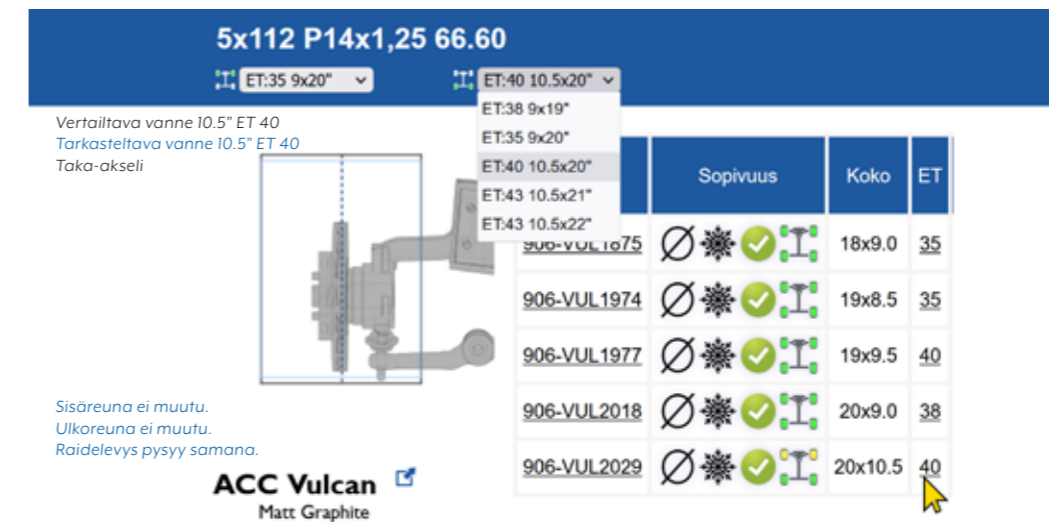 5x112 P14x1,25 66.60
ET:35 9x20" ET:40 10.5x20"
ET:38 9x19"
ET:35 9x20"
ET:40 10.5x20"
ET:43 10.5x21"
ET:43 10.5x22"
Vertailtava vanne 10.5" ET 40
Tarkasteltava vanne 10.5" ET 40
Taka-akseli
Sopivuus Koko ET
906-VUL1875 18x9.0 35
906-VUL1974 19x8.5 35
906-VUL1977 19x9.5 40
906-VUL2018 20x9.0 38
906-VUL2029 20x10.5 40
Sisäreuna ei muutu.
Ulkoreuna ei muutu.
Raidelevys pysyy samana.
ACC Vulcan
Matt Graphite